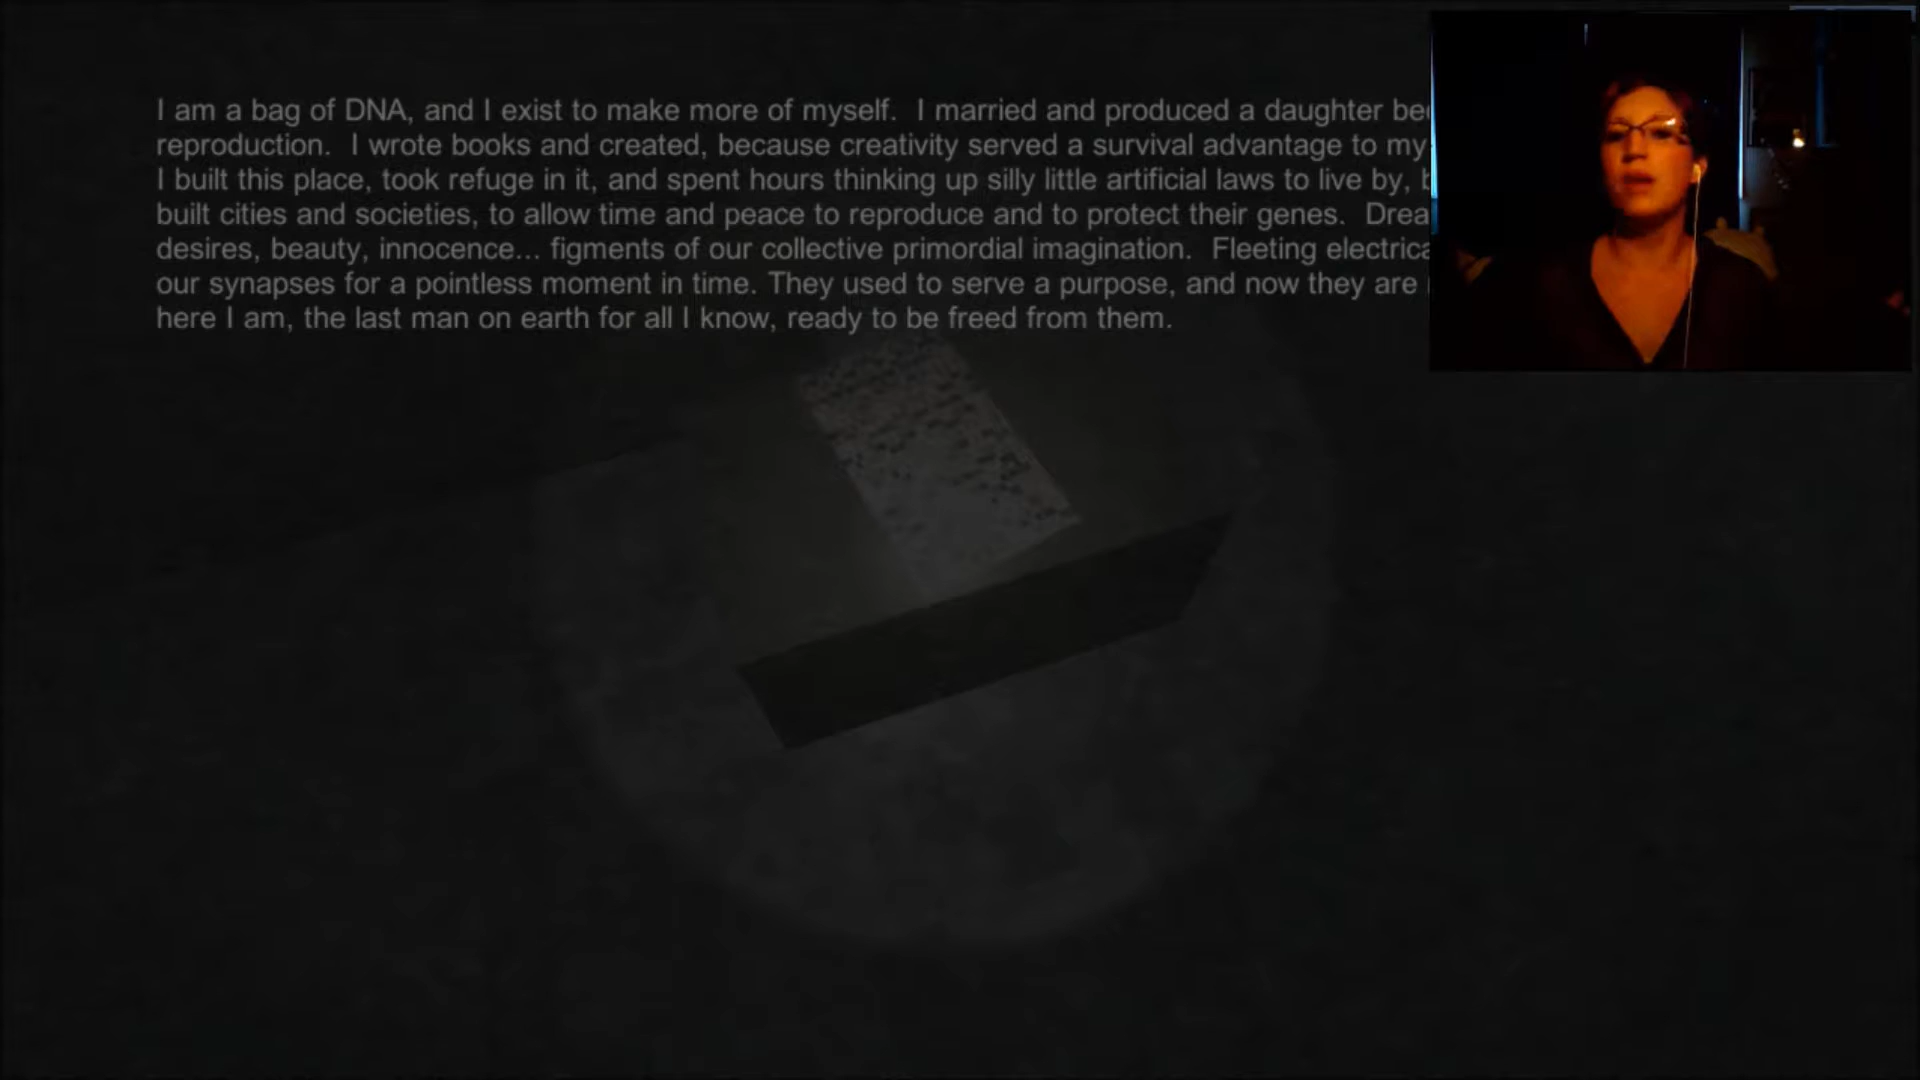 I am a bag of DNA, and I exist to make more of myself.  I married and produced a daughter
reproduction.  I wrote books and created, because creativity served a survival advantage to my
I built this place, took refuge in it, and spent hours thinking up silly little artificial laws to live by,
built cities and societies, to allow time and peace to reproduce and to protect their genes.
desires, beauty, innocence... figments of our collective primordial imagination.  Fleeting
our synapses for a pointless moment in time. They used to serve a purpose, and now they are
here I am, the last man on earth for all I know, ready to be freed from them.